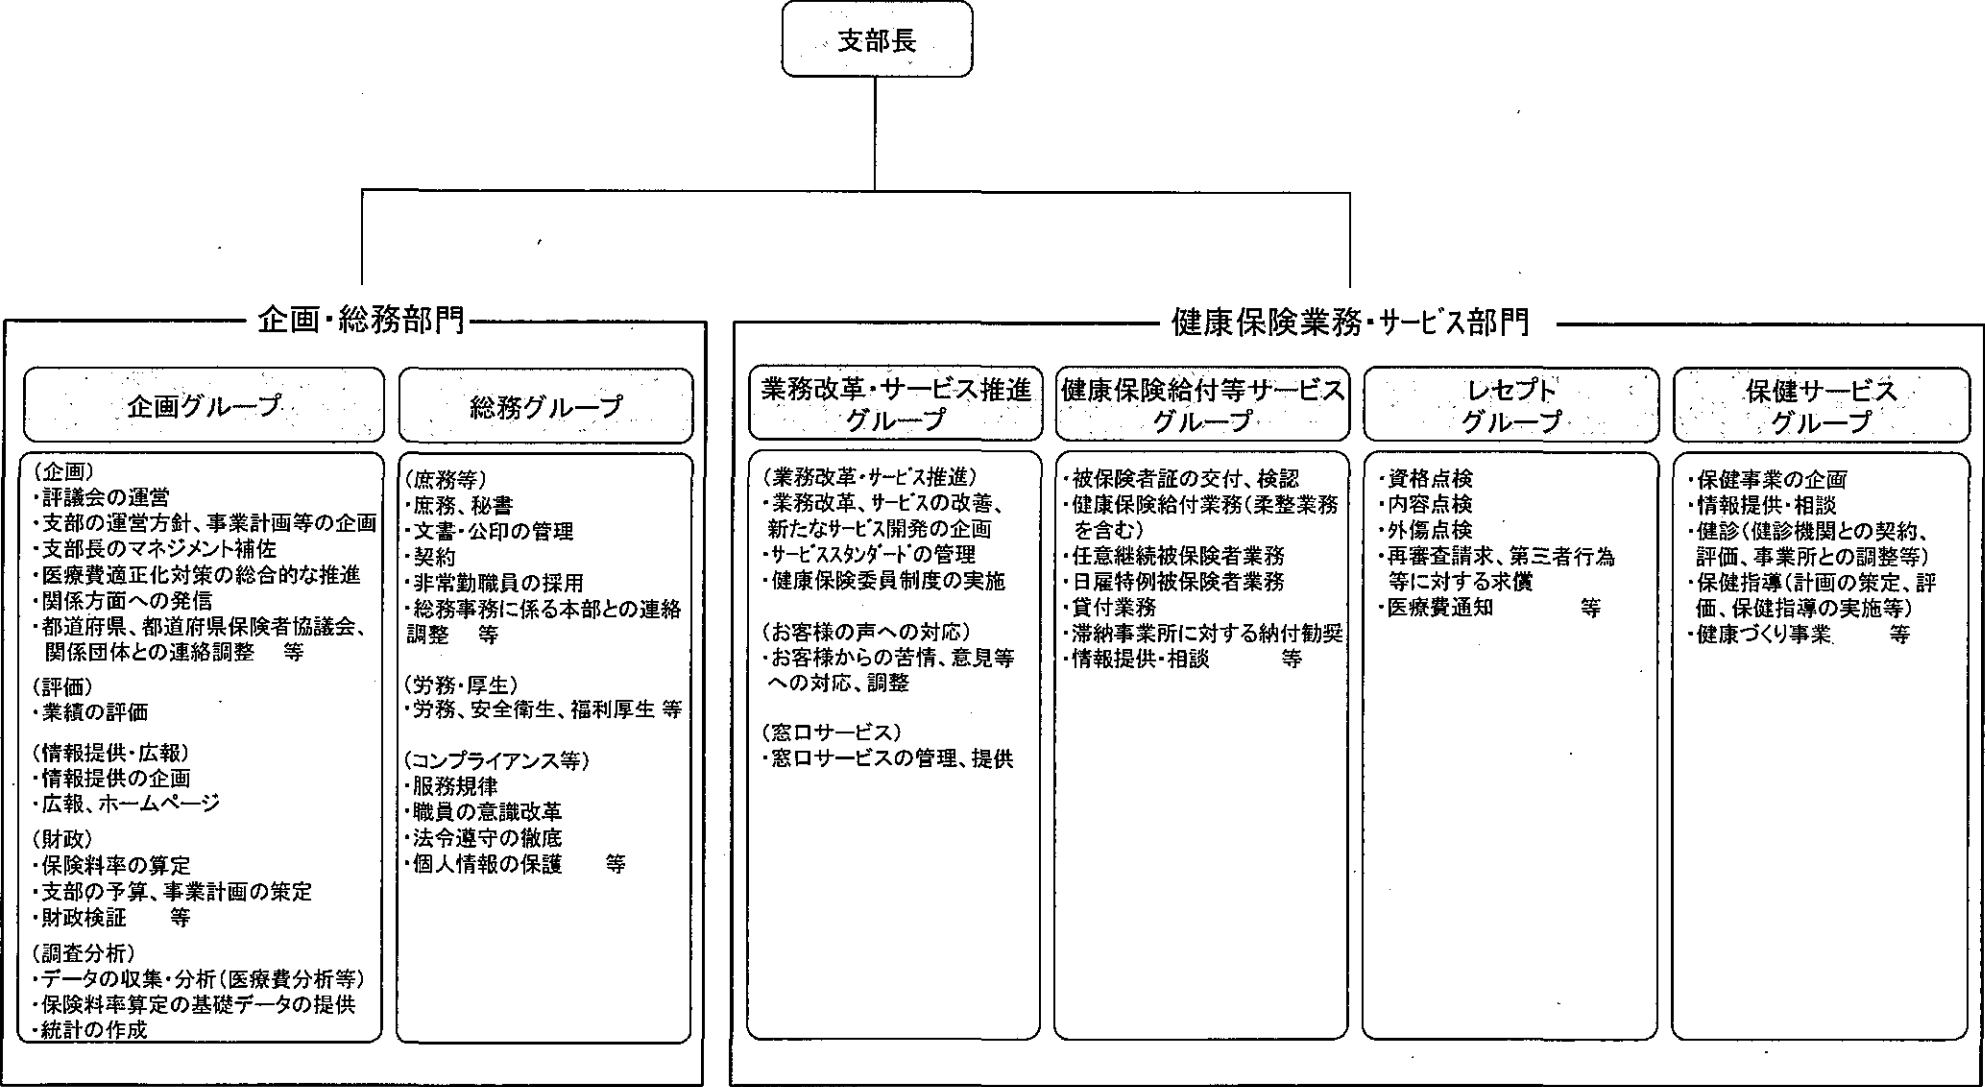 支部長
企画・総務部門
企画グループ
(企画)
・評議会の運営
・支部の運営方針、事業計画等の企画
・支部長のマネジメント補佐
・医療費適正化対策の総合的な推進
・関係方面への発信
・都道府県、都道府県保険者協議会、
関係団体との連絡調整　等
(評価)
・業績の評価
(情報提供・広報)
・情報提供の企画
・広報、ホームページ
(財政)
・保険料率の算定
・支部の予算、事業計画の策定
・財政検証　等
(調査分析)
・データの収集・分析(医療費分析等)
・保険料率算定の基礎データの提供
・統計の作成
総務グループ
(庶務等)
・庶務、秘書
・文書・公印の管理
・契約
・非常勤職員の採用
・総務事務に係る本部との連絡
調整　等
(労務・厚生)
・労務、安全衛生、福利厚生 等
(コンプライアンス等)
・服務規律
・職員の意識改革
・法令遵守の徹底
・個人情報の保護　等
健康保険業務・サービス部門
業務改革・サービス推進
グループ
(業務改革・サービス推進)
・業務改革、サービスの改善、
新たなサービス開発の企画
・サービススタンダードの管理
・健康保険委員制度の実施
(お客様の声への対応)
・お客様からの苦情、意見等
への対応、調整
(窓口サービス)
・窓口サービスの管理、提供
健康保険給付等サービス
グループ
・被保険者証の交付、検認
・健康保険給付業務(柔整業務
を含む)
・任意継続被保険者業務
・日雇特例被保険者業務
・貸付業務
・滞納事業所に対する納付勧奨
・情報提供・相談　等
レセプト
グループ
・資格点検
・内容点検
・外傷点検
・再審査請求、第三者行為
等に対する求償
・医療費通知　等
保健サービス
グループ
・保健事業の企画
・情報提供・相談
・健診(健診機関との契約、
評価、事業所との調整等)
・保健指導(計画の策定、評
価、保健指導の実施等)
・健康づくり事業　等